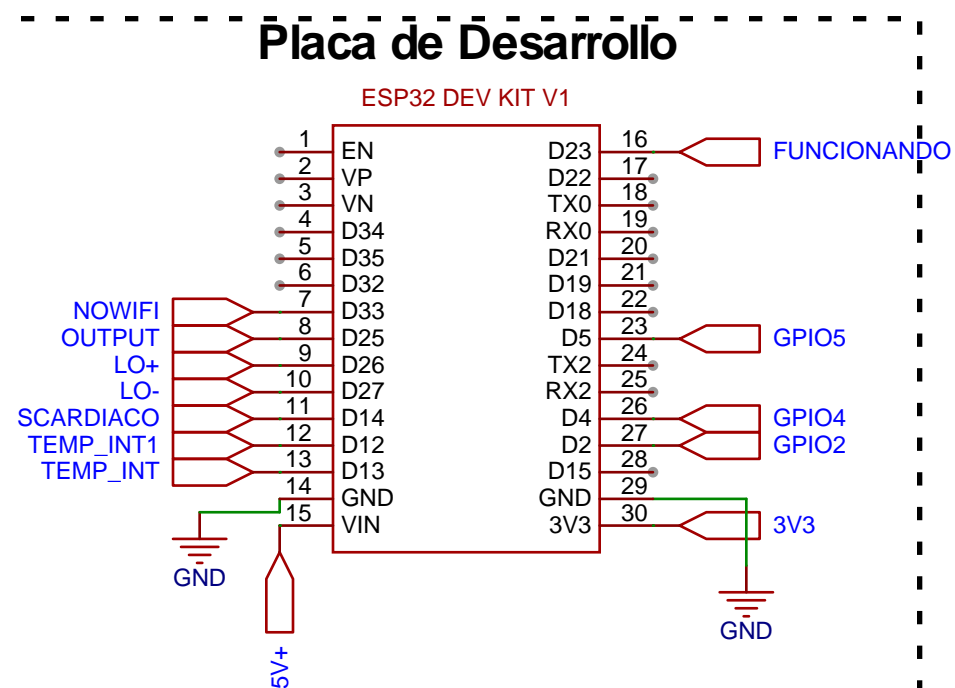 Placa de Desarrollo
ESP32 DEV KIT V1
1 EN D23 16 FUNCIONANDO
2 VP D22 17
3 VN TX0 18
4 D34 RX0 19
5 D35 D21 20
6 D32 D19 21
NOWIFI 7 D33 D18 22
OUTPUT 8 D25 D5 23 GPIO5
LO+ 9 D26 TX2 24
LO- 10 D27 RX2 25
SCARDIACO 11 D14 D4 26 GPIO4
TEMP_INT1 12 D12 D2 27 GPIO2
TEMP_INT 13 D13 D15 28
14 GND GND 29
15 VIN 3V3 30 3V3
GND
GND
5V+